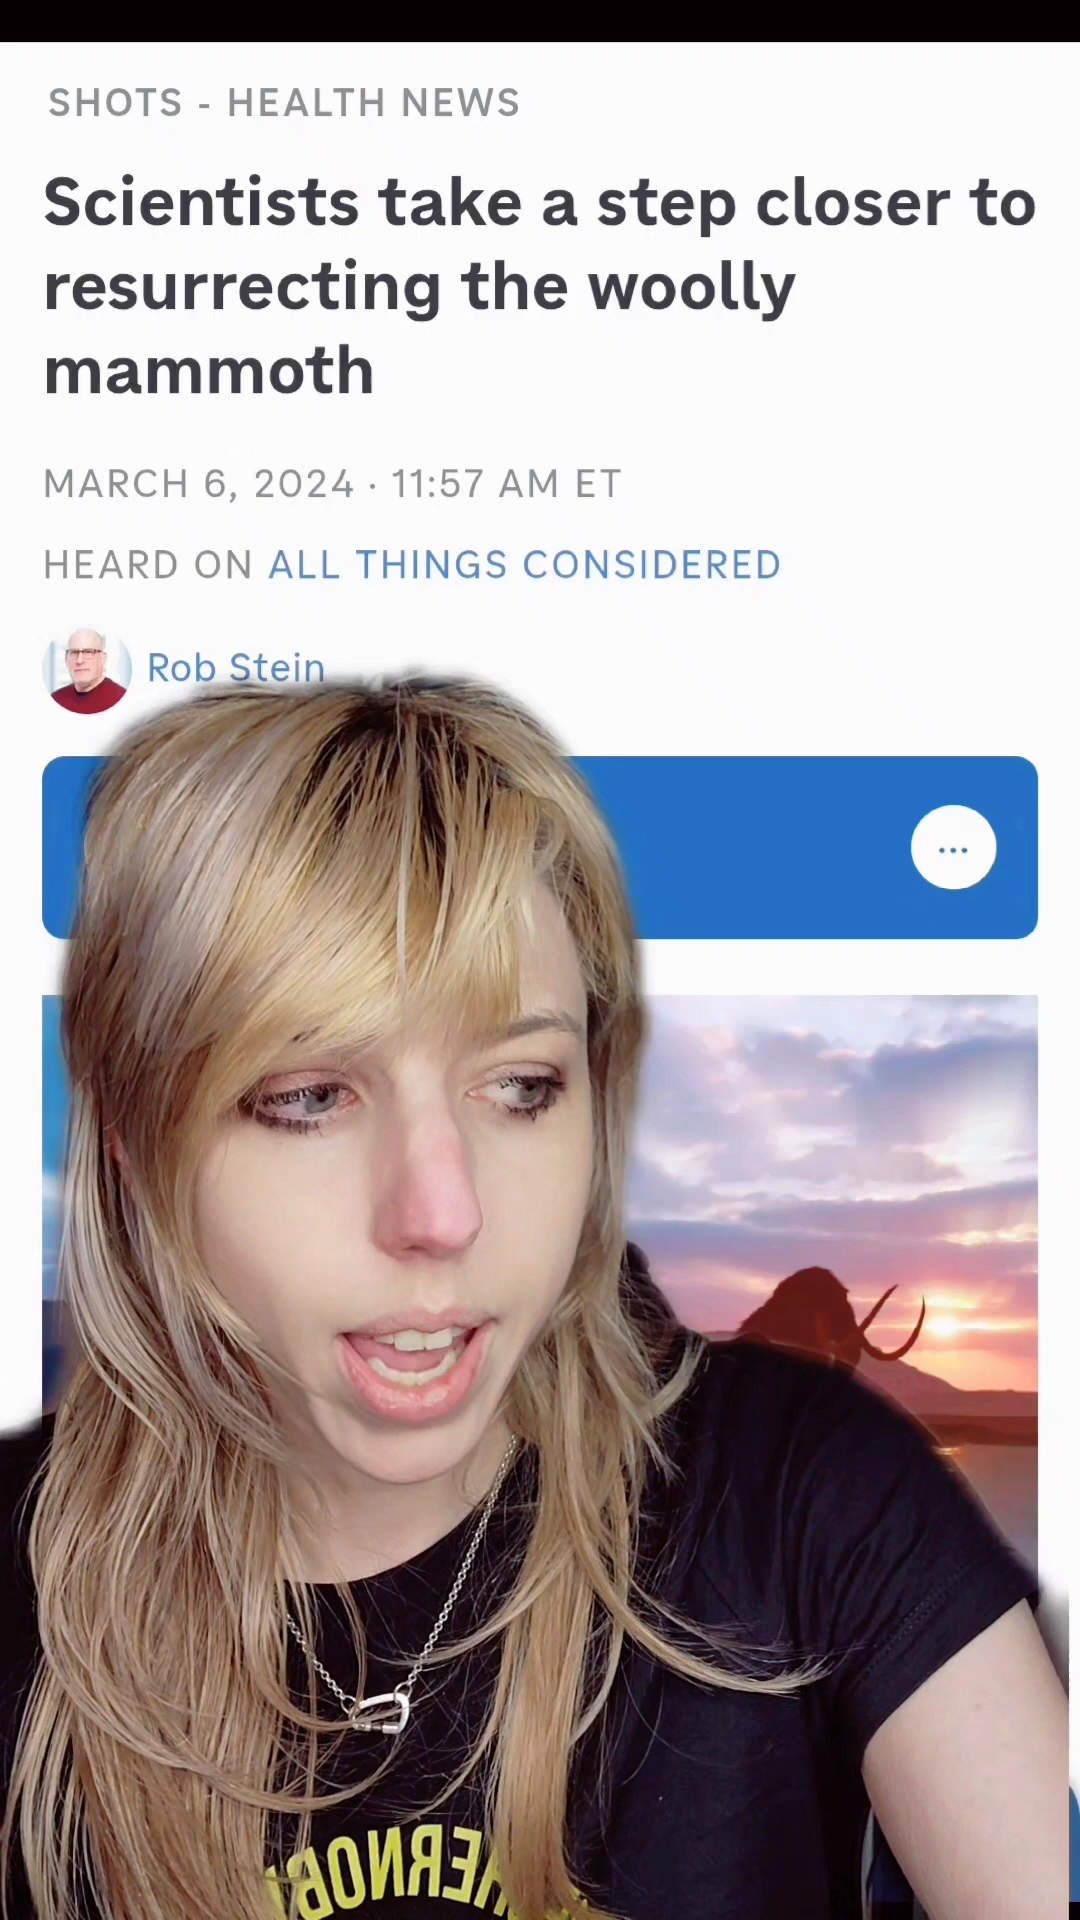 SHOTS - HEALTH NEWS
Scientists take a step closer to
resurrecting the woolly
mammoth
MARCH 6, 2024 · 11:57 AM ET
HEARD ON ALL THINGS CONSIDERED
Rob Stein